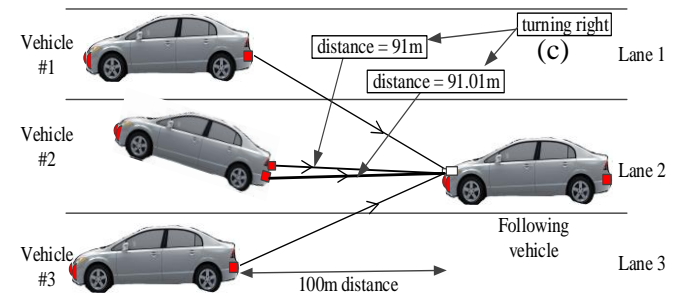 turning right
Vehicle
#1
distance = 91m
(c)
Lane 1
distance = 91.01m
Vehicle
#2
Lane 2
Following
vehicle
Vehicle
#3
100m distance
Lane 3